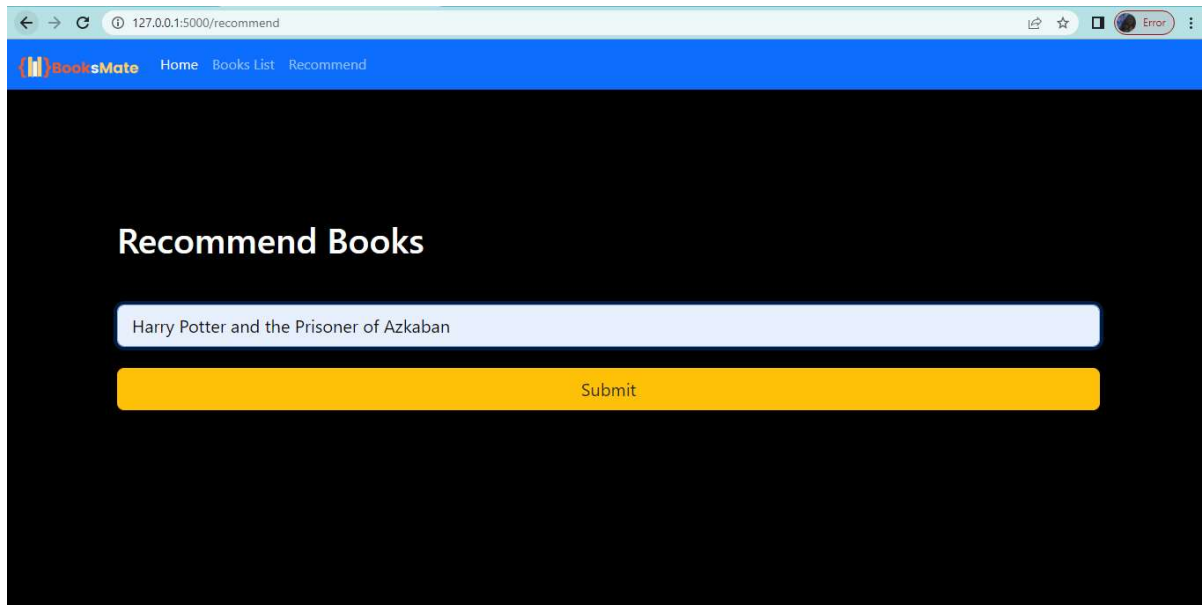 127.0.0.1:5000/recommend
Error
{}BooksMate Home Books List Recommend
Recommend Books
Harry Potter and the Prisoner of Azkaban
Submit